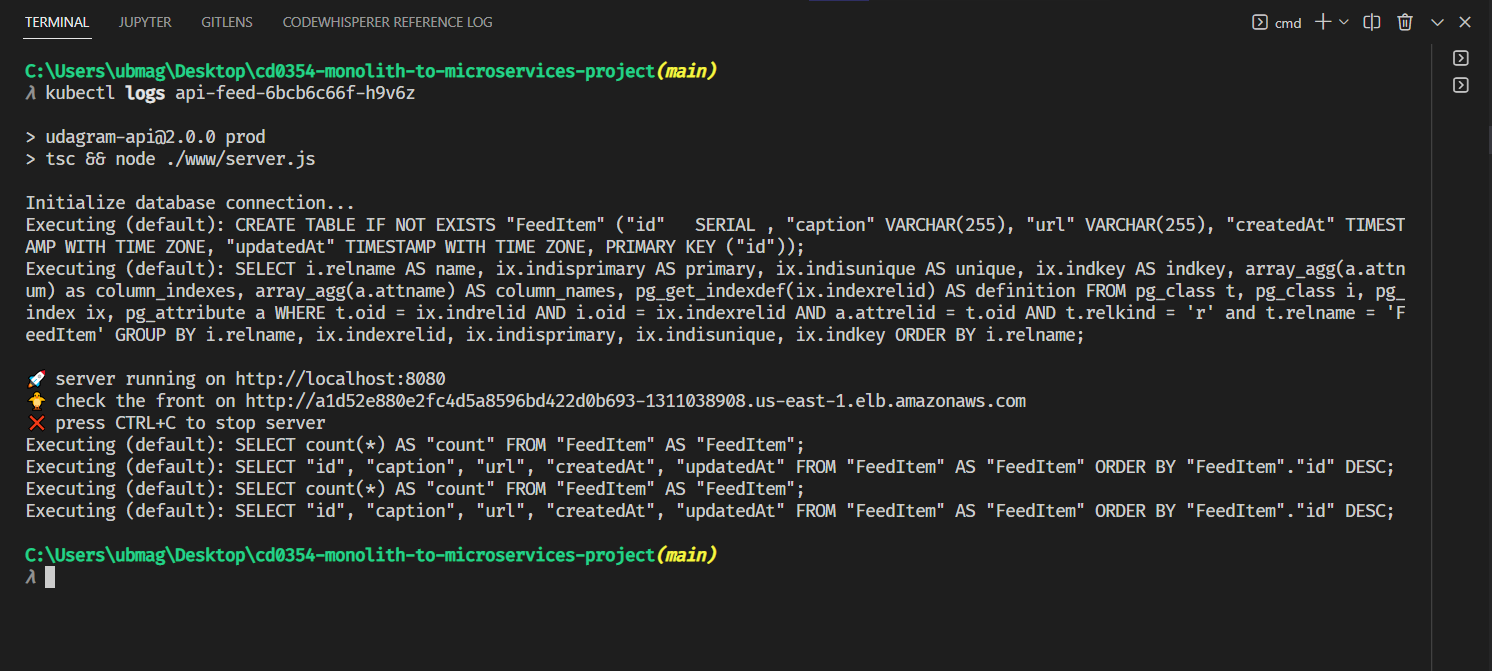 TERMINAL JUPYTER GITLENS CODEWHISPERER REFERENCE LOG cmd
C:\Users\ubmag\Desktop\cd0354-monolith-to-microservices-project(main)
λ kubectl logs api-feed-6bcb6c66f-h9v6z
> udagram-api@2.0.0 prod
> tsc && node ./www/server.js
Initialize database connection...
Executing (default): CREATE TABLE IF NOT EXISTS "FeedItem" ("id"   SERIAL , "caption" VARCHAR(255), "url" VARCHAR(255), "createdAt" TIMEST
AMP WITH TIME ZONE, "updatedAt" TIMESTAMP WITH TIME ZONE, PRIMARY KEY ("id"));
Executing (default): SELECT i.relname AS name, ix.indisprimary AS primary, ix.indisunique AS unique, ix.indkey AS indkey, array_agg(a.attn
um) as column_indexes, array_agg(a.attname) AS column_names, pg_get_indexdef(ix.indexrelid) AS definition FROM pg_class t, pg_class i, pg_
index ix, pg_attribute a WHERE t.oid = ix.indrelid AND i.oid = ix.indexrelid AND a.attrelid = t.oid AND t.relkind = 'r' and t.relname = 'F
eedItem' GROUP BY i.relname, ix.indexrelid, ix.indisprimary, ix.indisunique, ix.indkey ORDER BY i.relname;
🚀 server running on http://localhost:8080
🐥 check the front on http://a1d52e880e2fc4d5a8596bd422d0b693-1311038908.us-east-1.elb.amazonaws.com
❌ press CTRL+C to stop server
Executing (default): SELECT count(*) AS "count" FROM "FeedItem" AS "FeedItem";
Executing (default): SELECT "id", "caption", "url", "createdAt", "updatedAt" FROM "FeedItem" AS "FeedItem" ORDER BY "FeedItem"."id" DESC;
Executing (default): SELECT count(*) AS "count" FROM "FeedItem" AS "FeedItem";
Executing (default): SELECT "id", "caption", "url", "createdAt", "updatedAt" FROM "FeedItem" AS "FeedItem" ORDER BY "FeedItem"."id" DESC;
C:\Users\ubmag\Desktop\cd0354-monolith-to-microservices-project(main)
λ